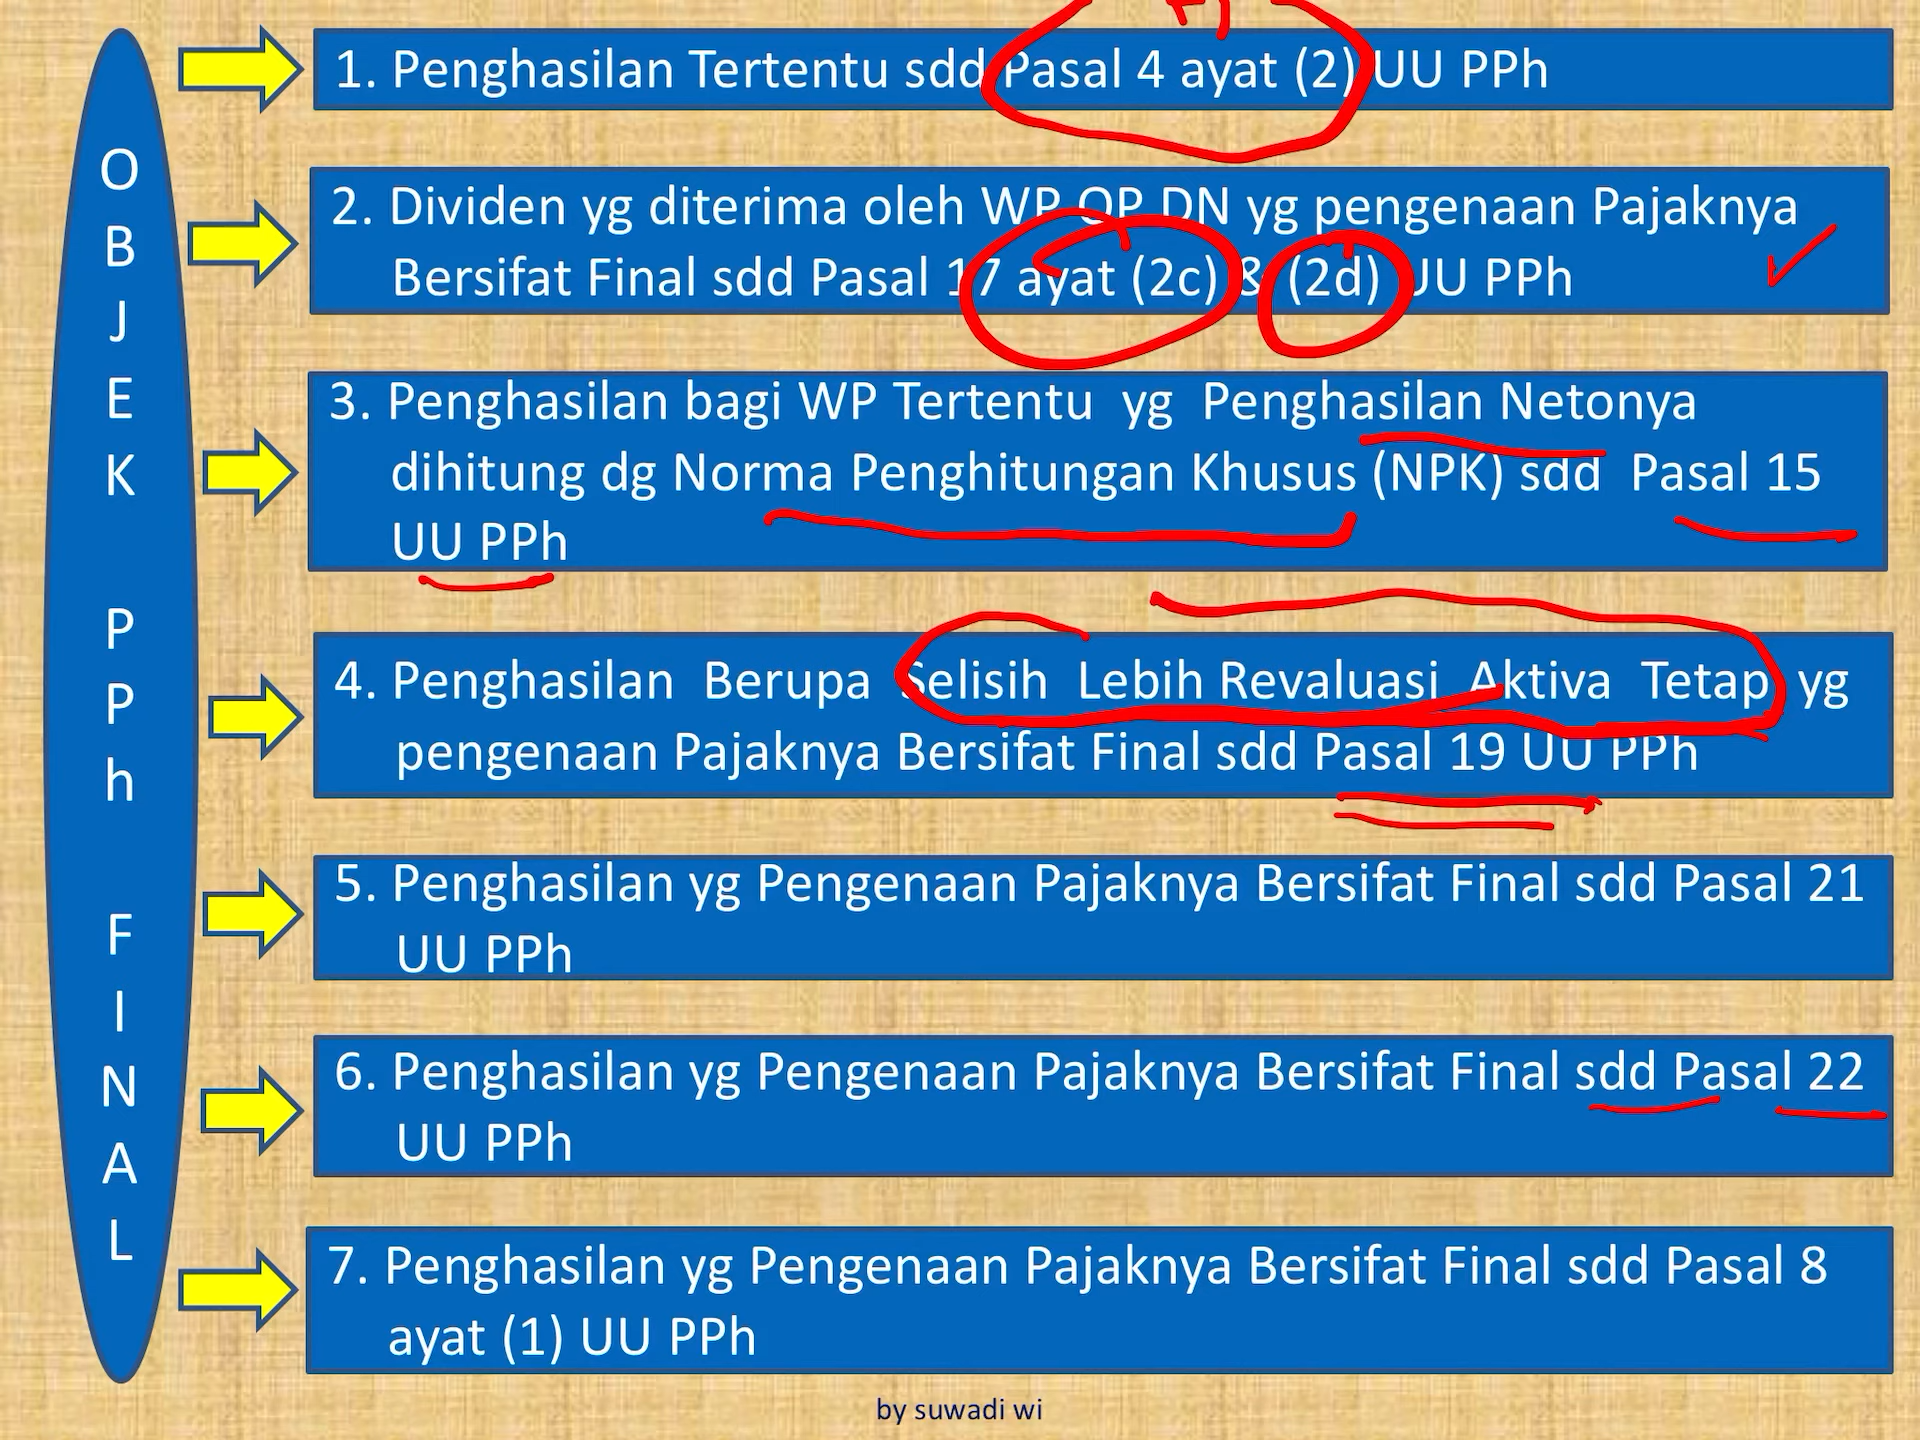 OBJEK PPh FINAL
1. Penghasilan Tertentu sdd Pasal 4 ayat (2) UU PPh
2. Dividen yg diterima oleh WP OP DN yg pengenaan Pajaknya
Bersifat Final sdd Pasal 17 ayat (2c) & (2d) UU PPh
3. Penghasilan bagi WP Tertentu yg Penghasilan Netonya
dihitung dg Norma Penghitungan Khusus (NPK) sdd Pasal 15
UU PPh
4. Penghasilan Berupa Selisih Lebih Revaluasi Aktiva Tetap yg
pengenaan Pajaknya Bersifat Final sdd Pasal 19 UU PPh
5. Penghasilan yg Pengenaan Pajaknya Bersifat Final sdd Pasal 21
UU PPh
6. Penghasilan yg Pengenaan Pajaknya Bersifat Final sdd Pasal 22
UU PPh
7. Penghasilan yg Pengenaan Pajaknya Bersifat Final sdd Pasal 8
ayat (1) UU PPh
by suwadi wi